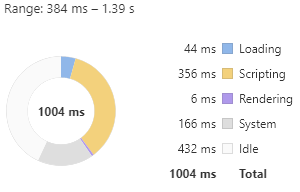 Range: 384 ms – 1.39 s
44 ms Loading
356 ms Scripting
6 ms Rendering
1004 ms
166 ms System
432 ms Idle
1004 ms Total